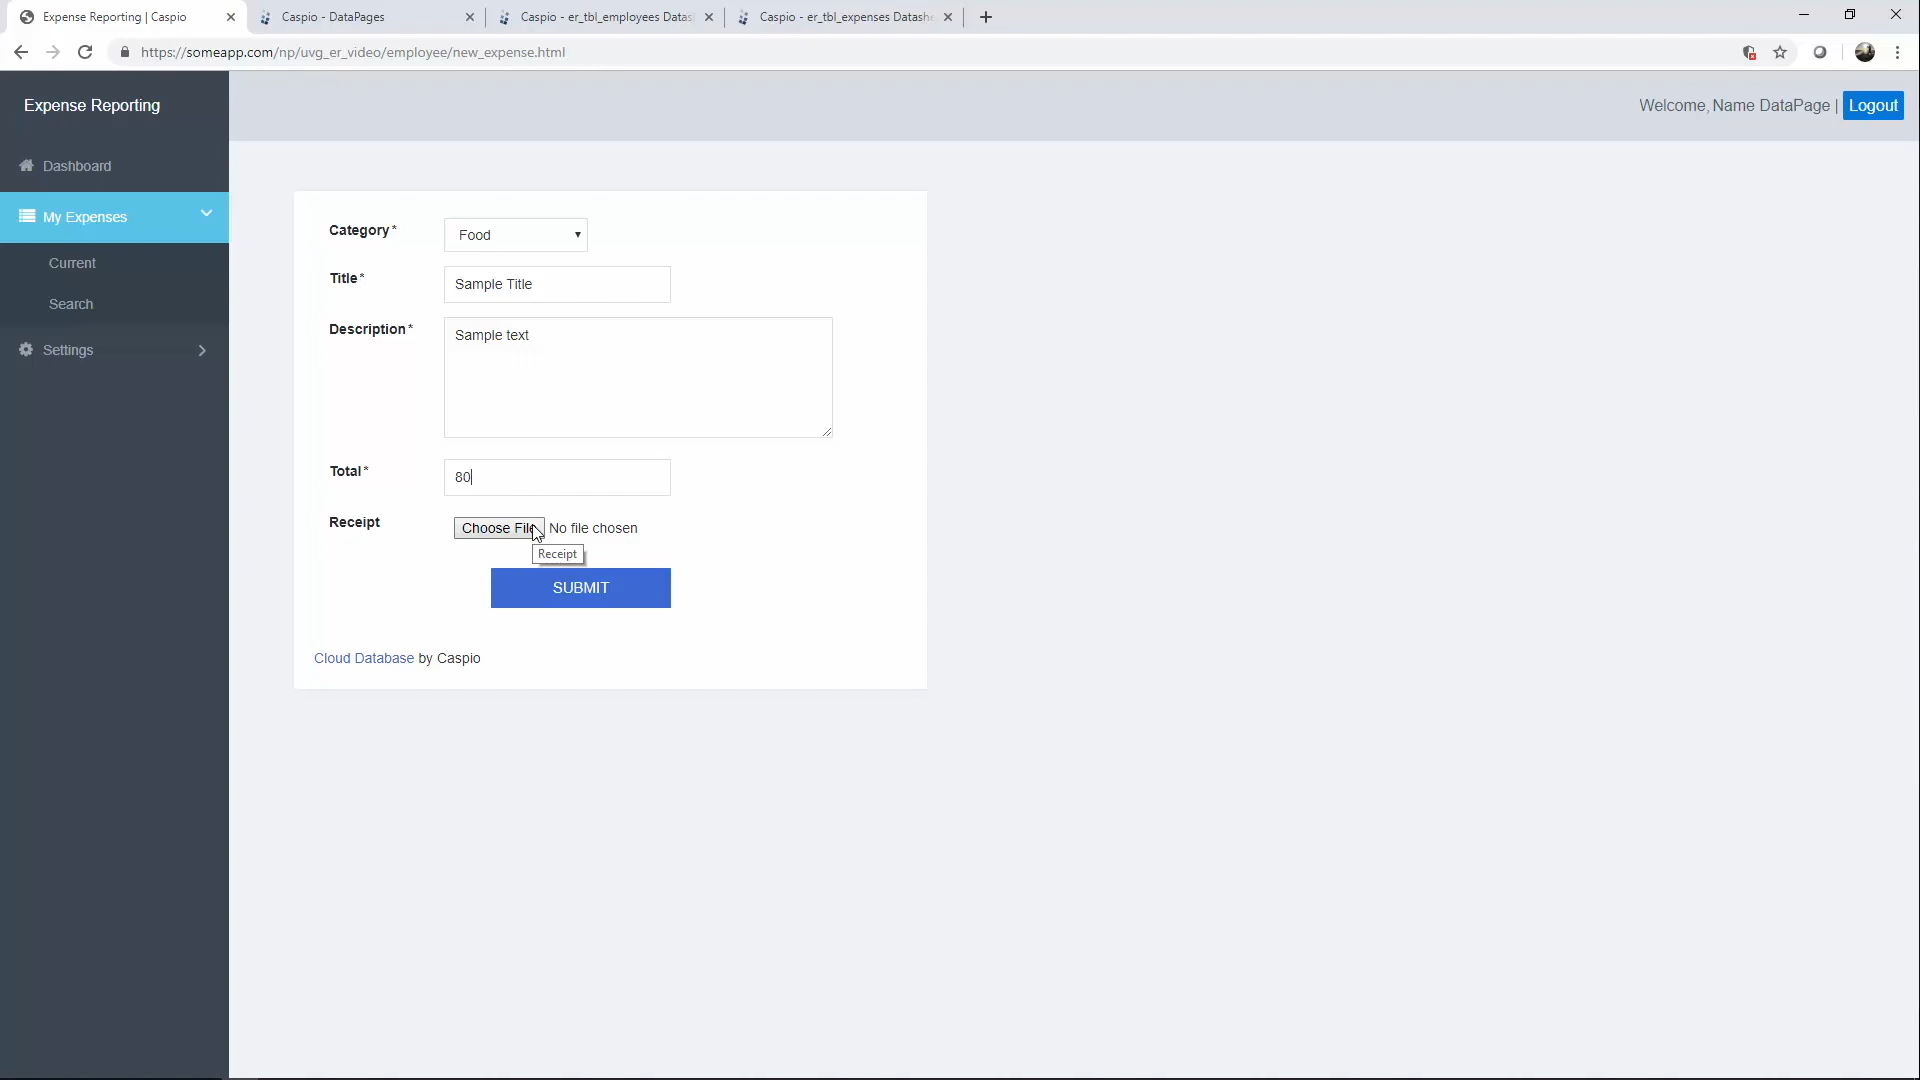 Expense Reporting | Caspio
Caspio - DataPages
Caspio - er_tbl_employees Datas
Caspio - er_tbl_expenses Datashe
https://someapp.com/np/uvg_er_video/employee/new_expense.html
Expense Reporting
Welcome, Name DataPage | Logout
Dashboard
My Expenses
Current
Search
Settings
Category* Food
Title* Sample Title
Description* Sample text
Total* 80
Receipt Choose File No file chosen
Receipt
SUBMIT
Cloud Database by Caspio